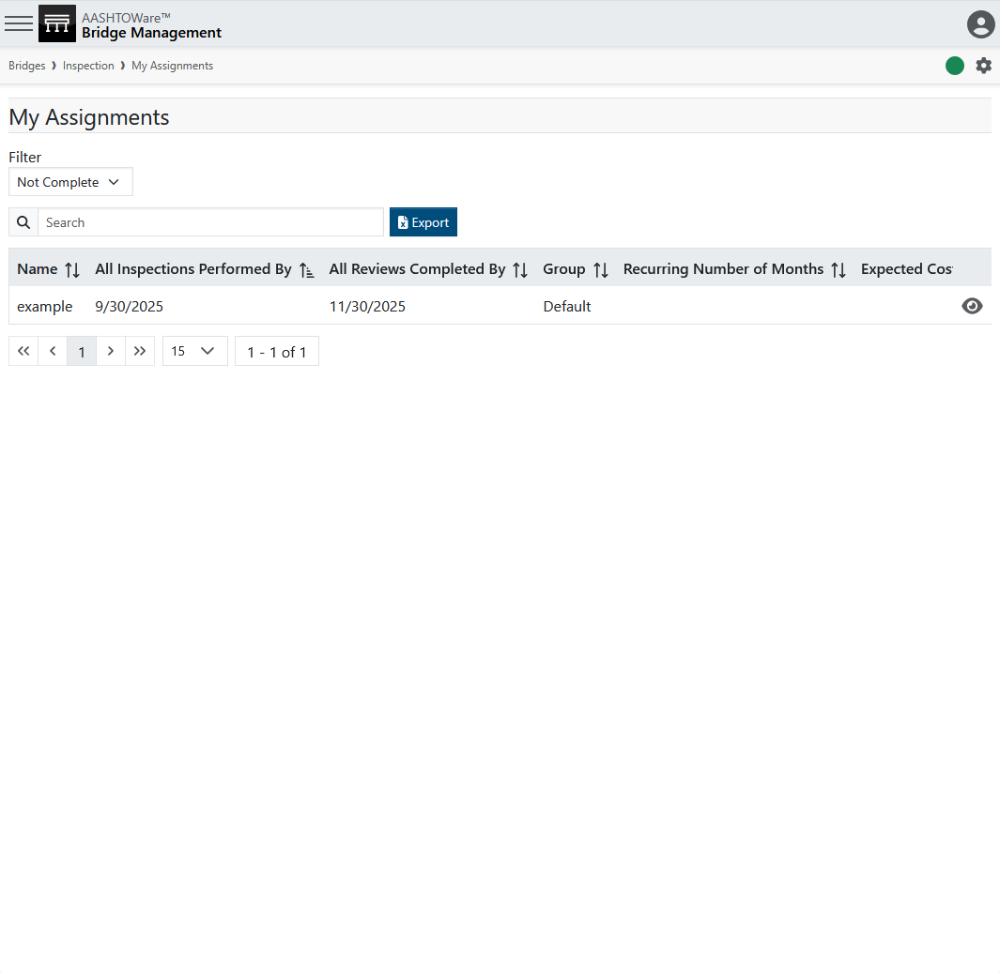 AASHTOWare™
Bridge Management
Bridges ❯ Inspection ❯ My Assignments
My Assignments
Filter
Not Complete
Search Export
Name All Inspections Performed By All Reviews Completed By Group Recurring Number of Months Expected Cos
example 9/30/2025 11/30/2025 Default
« ‹ 1 › » 15 1 - 1 of 1